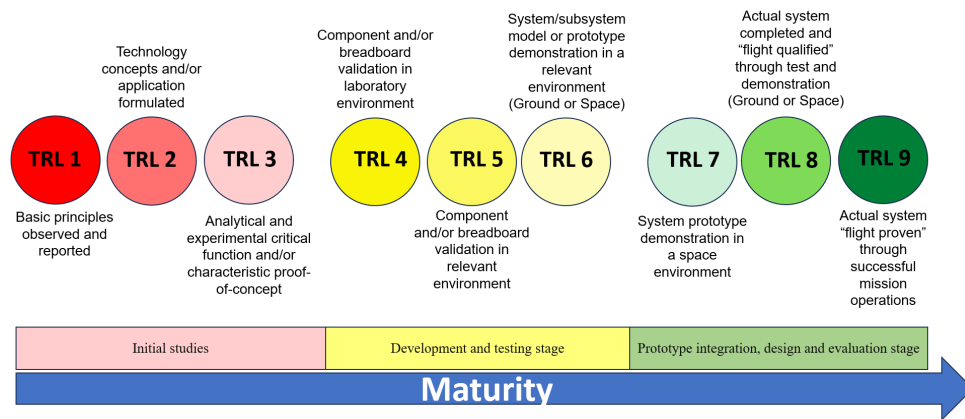 Technology
concepts and/or
application
formulated
Component and/or
breadboard
validation in
laboratory
environment
System/subsystem
model or prototype
demonstration in a
relevant
environment
(Ground or Space)
Actual system
completed and
“flight qualified”
through test and
demonstration
(Ground or Space)
TRL 1
TRL 2
TRL 3
TRL 4
TRL 5
TRL 6
TRL 7
TRL 8
TRL 9
Basic principles
observed and
reported
Analytical and
experimental critical
function and/or
characteristic proof-
of-concept
Component
and/or breadboard
validation in
relevant
environment
System prototype
demonstration in
a space
environment
Actual system
“flight proven”
through
successful
mission
operations
Initial studies
Development and testing stage
Prototype integration, design and evaluation stage
Maturity